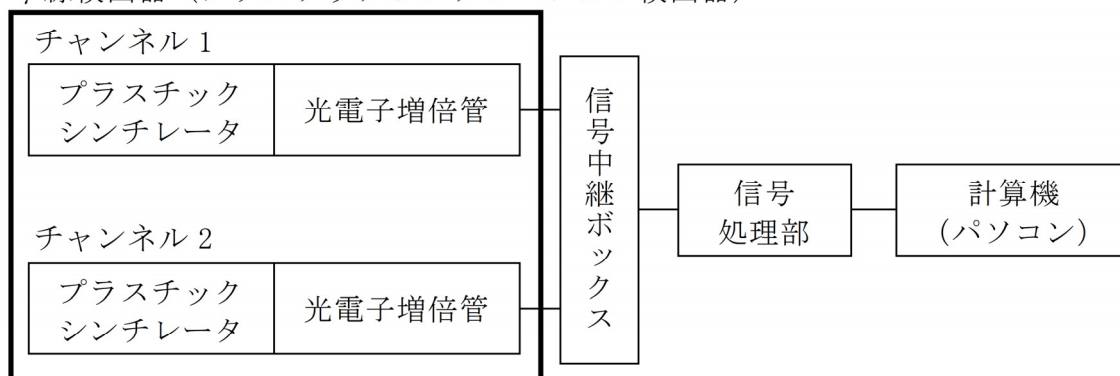 チャンネル 1
プラスチック
シンチレータ
光電子増倍管
信号中継ボックス
信号
処理部
計算機
（パソコン）
チャンネル 2
プラスチック
シンチレータ
光電子増倍管